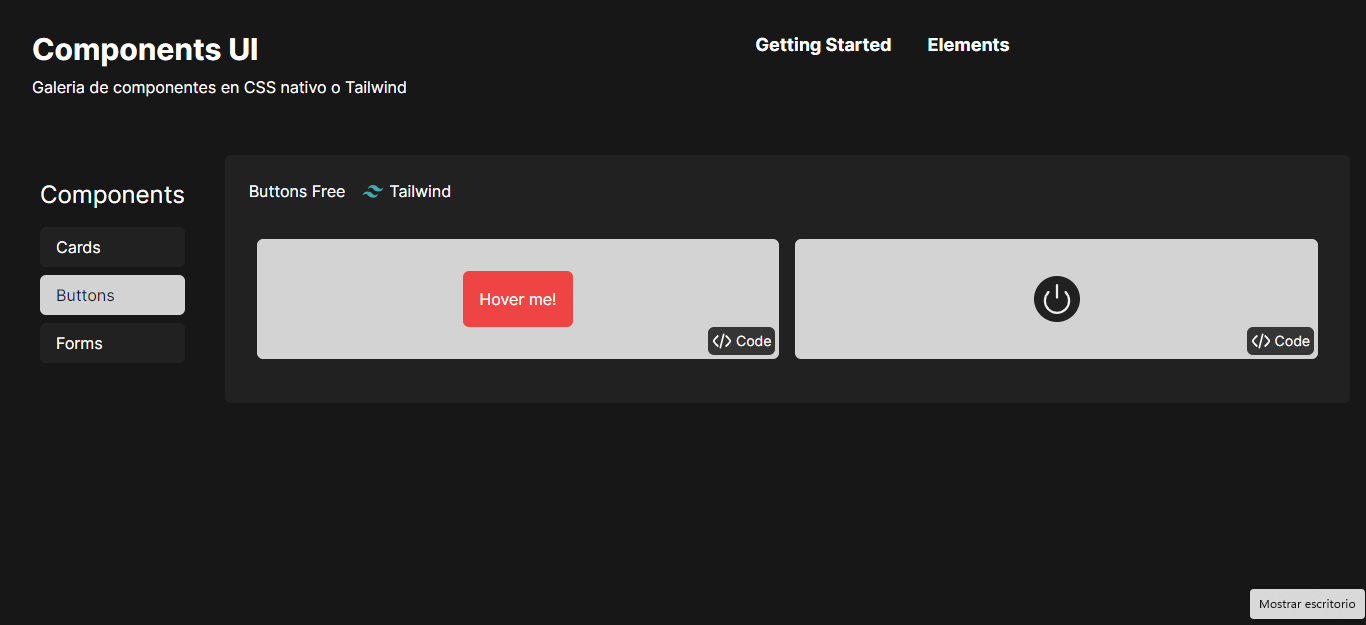 Components UI
Galeria de componentes en CSS nativo o Tailwind
Getting Started
Elements
Components
Cards
Buttons
Forms
Buttons Free
Tailwind
Hover me!
</> Code
</> Code
Mostrar escritorio